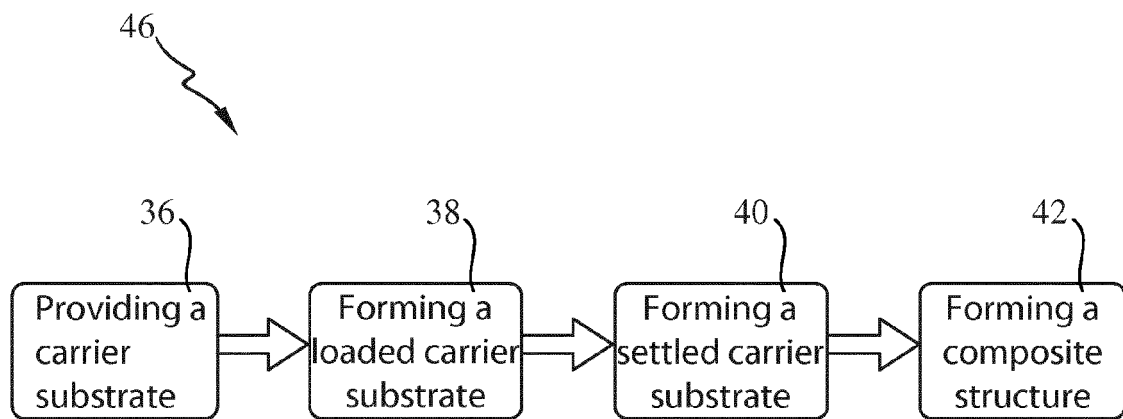 46
36
38
40
42
Providing a
carrier
substrate
Forming a
loaded carrier
substrate
Forming a
settled carrier
substrate
Forming a
composite
structure